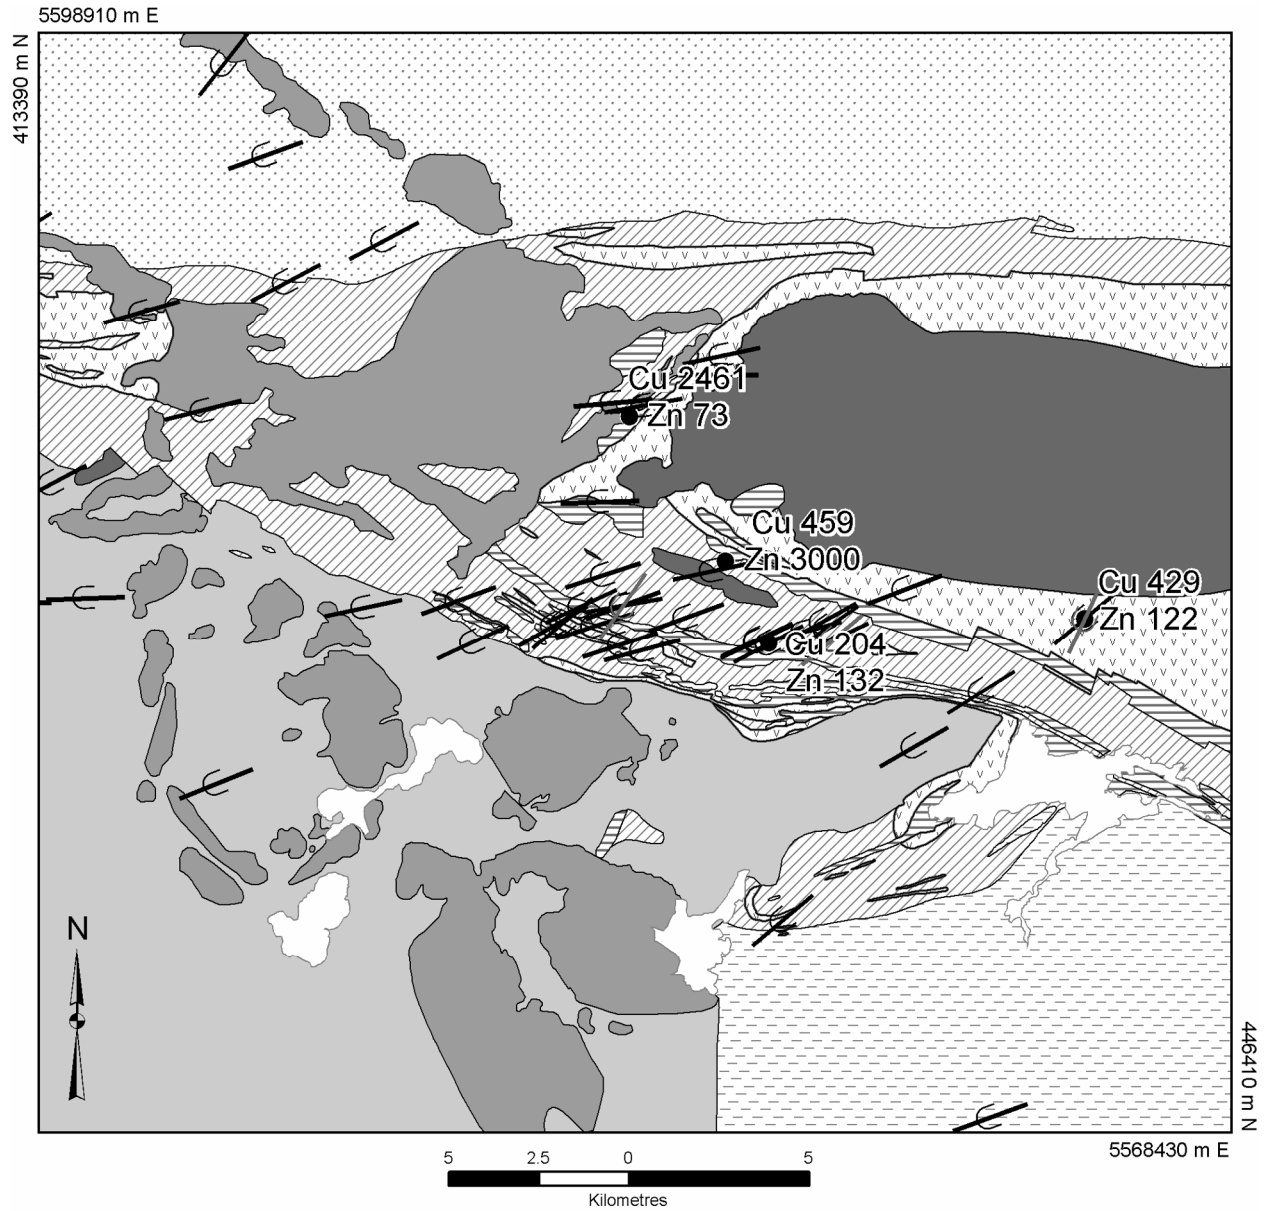 5598910 m E
413390 m N
Cu 2461
Zn 73
Cu 459
Zn 3000
Cu 429
Zn 122
Cu 204
Zn 132
N
446410 m N
5568430 m E
5 2.5 0 5
Kilometres